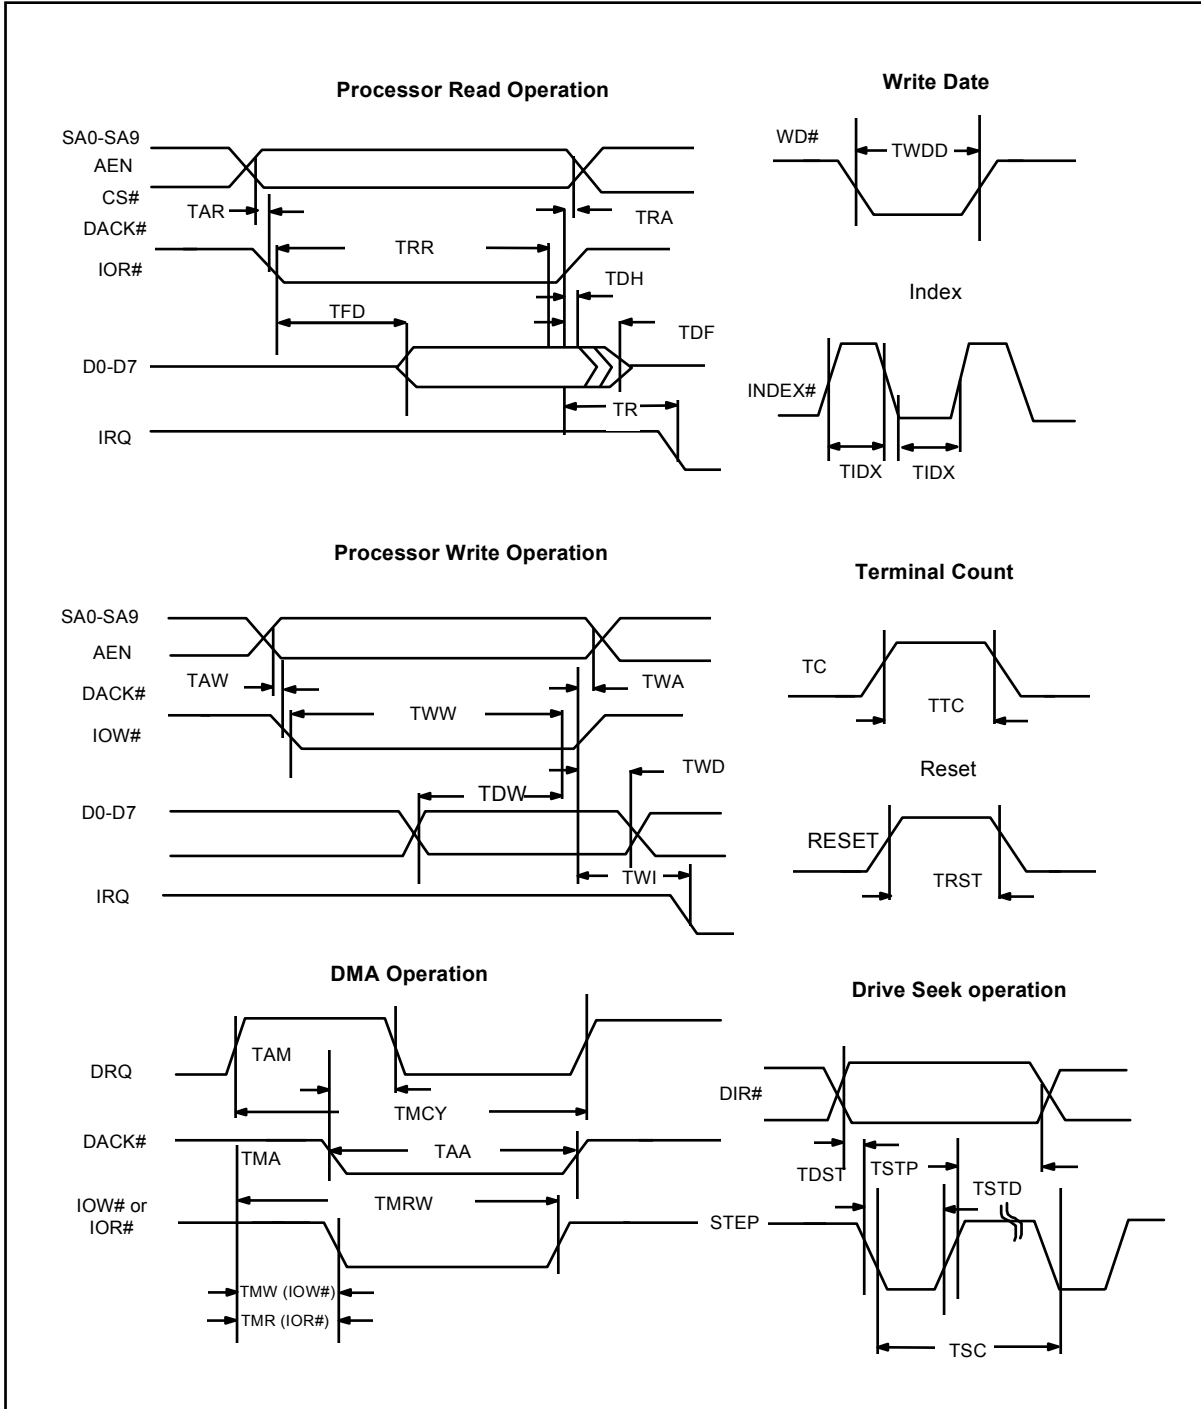 Processor Read Operation
SA0-SA9
AEN
CS#
TAR
TRA
DACK#
TRR
IOR#
TDH
TFD
TDF
D0-D7
TR
IRQ
Write Date
WD#
TWDD
Index
INDEX#
TIDX
TIDX
Processor Write Operation
SA0-SA9
AEN
TAW
TWA
DACK#
TWW
IOW#
TWD
TDW
D0-D7
TWI
IRQ
Terminal Count
TC
TTC
Reset
RESET
TRST
DMA Operation
TAM
DRQ
TMCY
DACK#
TMA
TAA
IOW# or
IOR#
TMRW
TMW (IOW#)
TMR (IOR#)
Drive Seek operation
DIR#
TDST
TSTP
TSTD
STEP
TSC